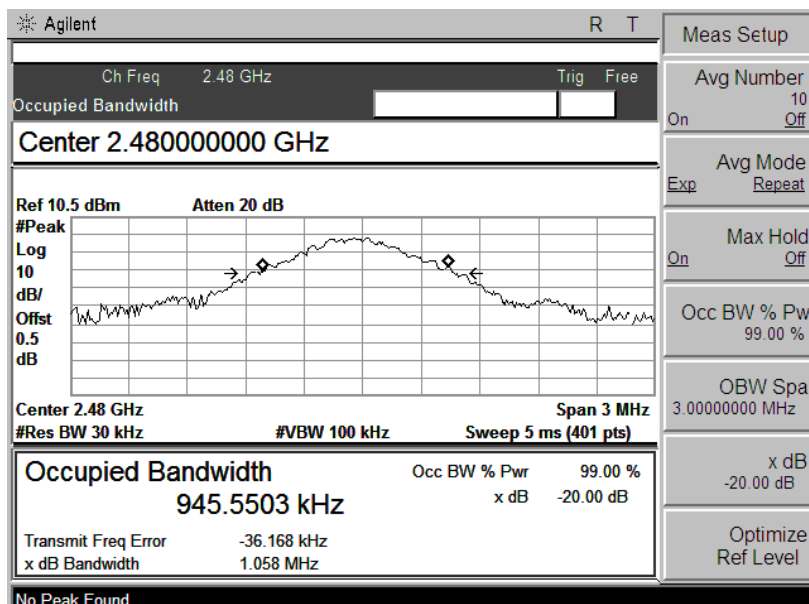 Agilent R T
Ch Freq 2.48 GHz Trig Free
Occupied Bandwidth
Center 2.480000000 GHz
Ref 10.5 dBm Atten 20 dB
#Peak
Log
10
dB/
Offst
0.5
dB
Center 2.48 GHz Span 3 MHz
#Res BW 30 kHz #VBW 100 kHz Sweep 5 ms (401 pts)
Occupied Bandwidth
945.5503 kHz
Occ BW % Pwr 99.00 %
x dB -20.00 dB
Transmit Freq Error -36.168 kHz
x dB Bandwidth 1.058 MHz
No Peak Found
Meas Setup
Avg Number
10
On Off
Avg Mode
Exp Repeat
Max Hold
On Off
Occ BW % Pw
99.00 %
OBW Spa
3.00000000 MHz
x dB
-20.00 dB
Optimize
Ref Level